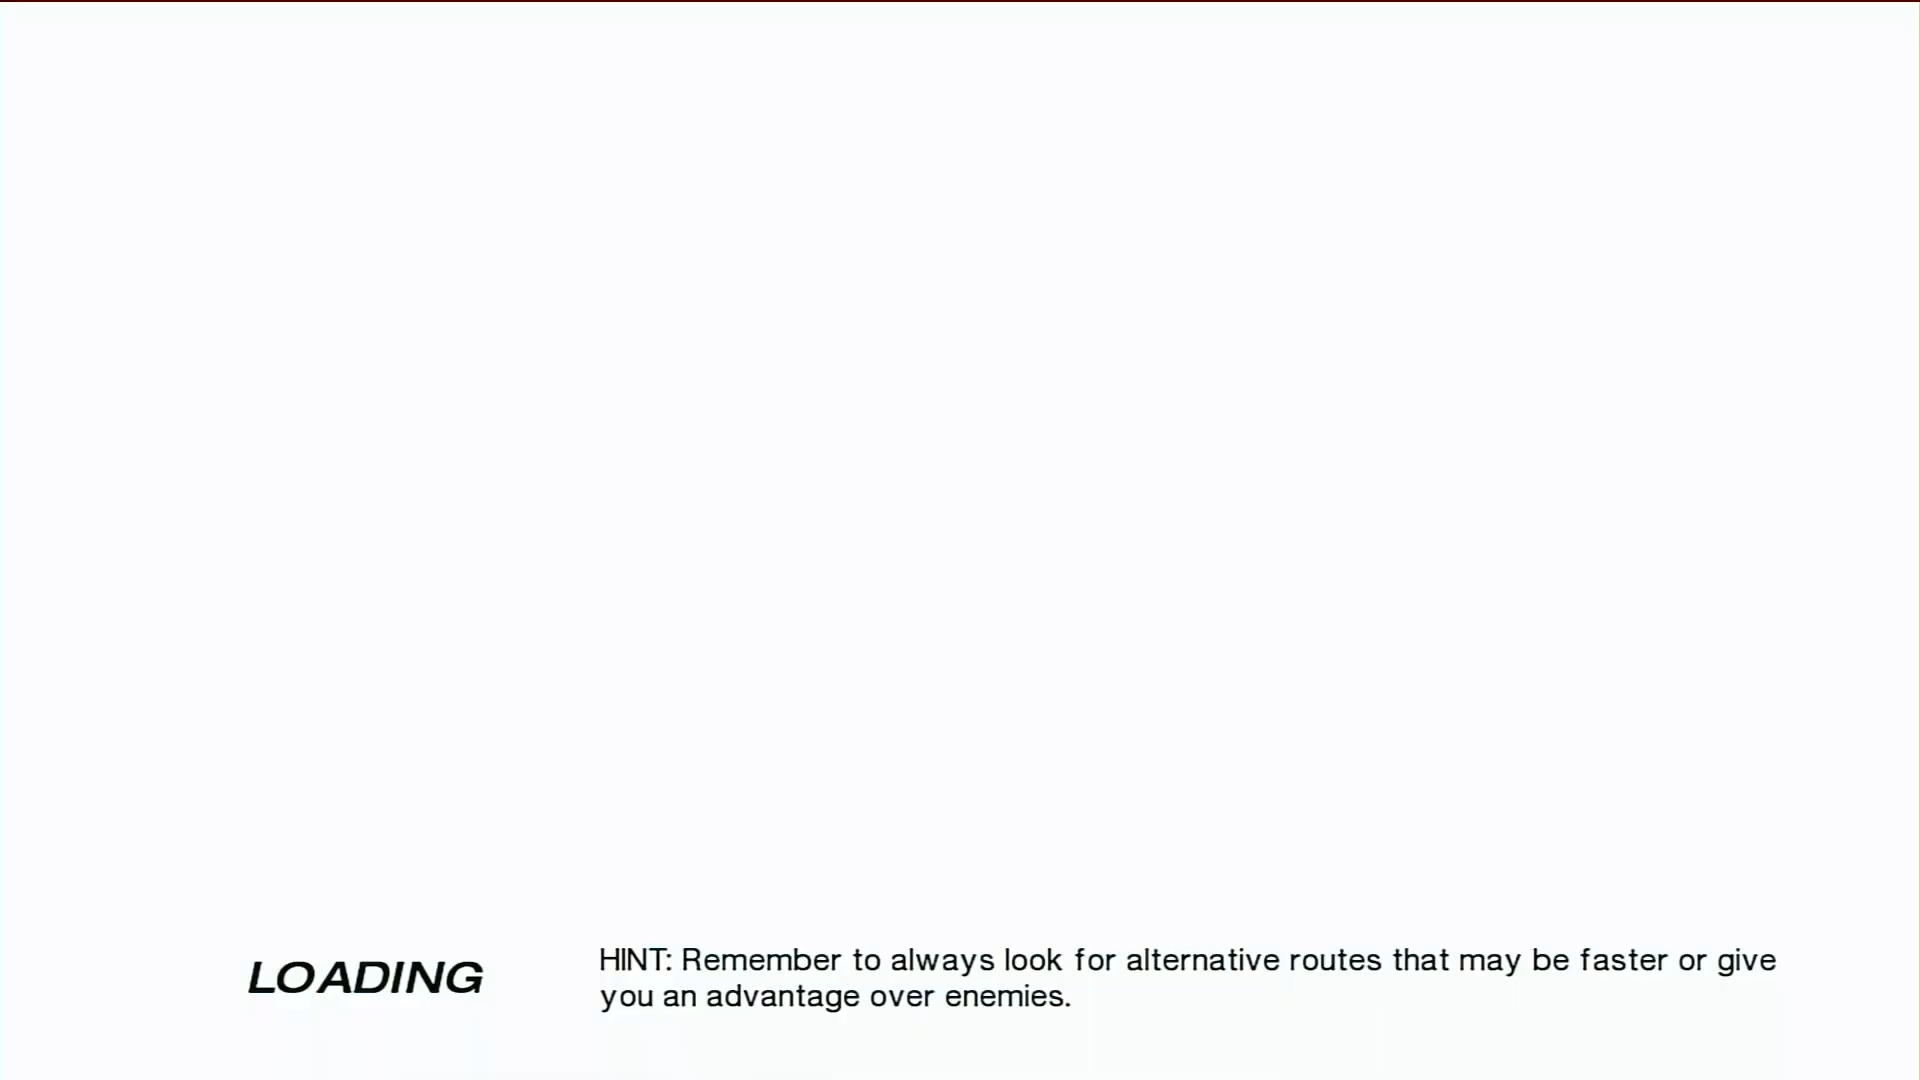 LOADING
HINT: Remember to always look for alternative routes that may be faster or give
you an advantage over enemies.